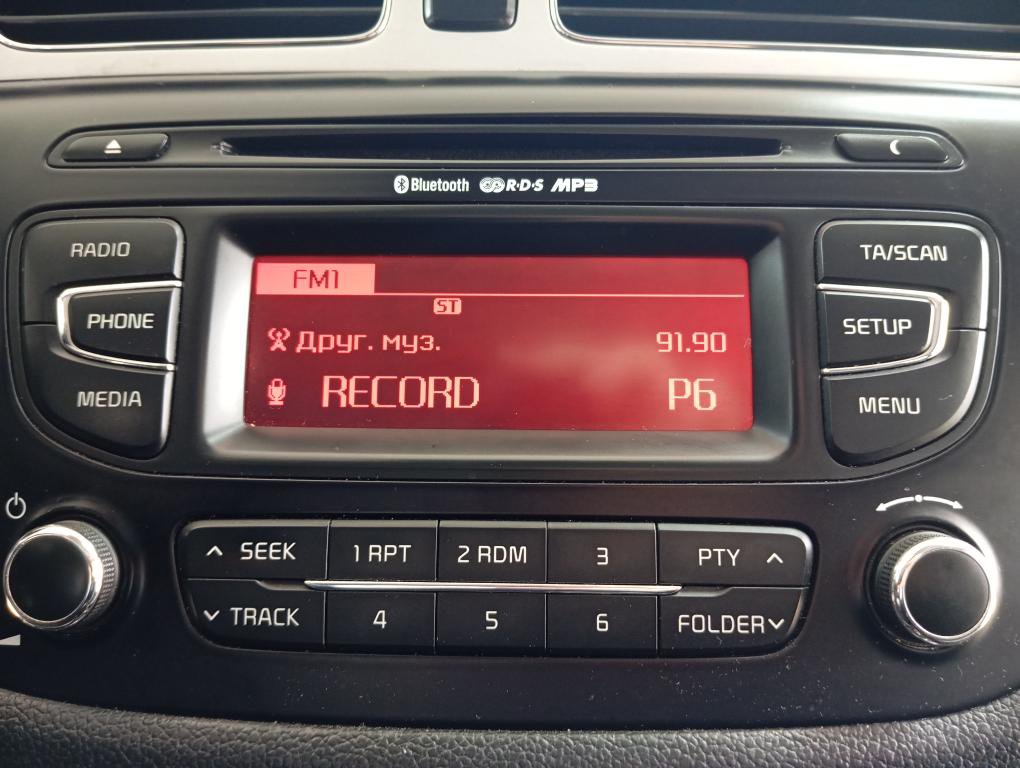 Bluetooth R·D·S MP3
RADIO
PHONE
MEDIA
FM1
ST
Друг. муз. 91.90
RECORD P6
TA/SCAN
SETUP
MENU
SEEK 1 RPT 2 RDM 3 PTY
TRACK 4 5 6 FOLDER